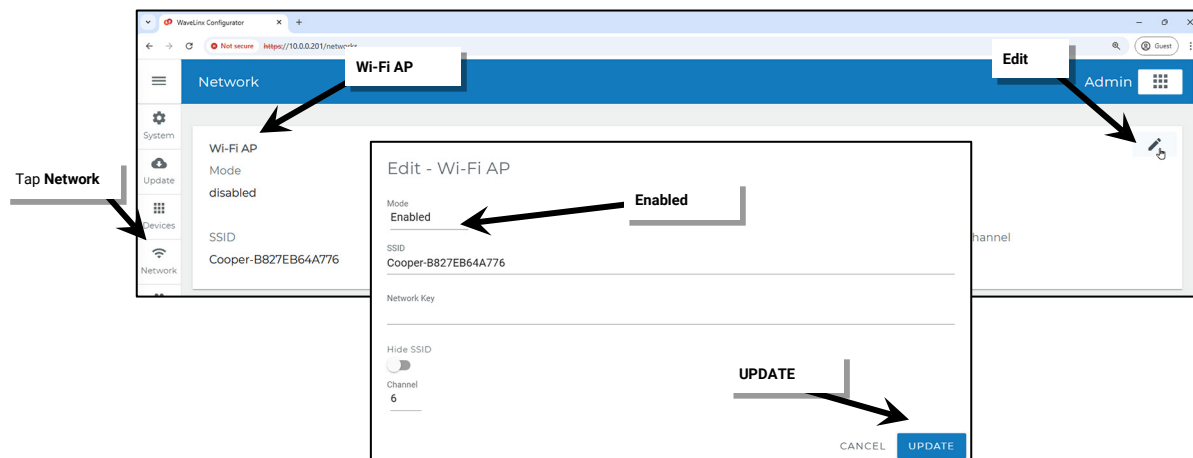 WaveLinx Configurator
Not secure https://10.0.0.201/networks
Guest
Network
Admin
Wi-Fi AP
Edit
System
Update
Devices
Network
Tap Network
Wi-Fi AP
Mode
disabled
SSID
Cooper-B827EB64A776
hannel
Edit - Wi-Fi AP
Mode
Enabled
Enabled
SSID
Cooper-B827EB64A776
Network Key
Hide SSID
Channel
6
UPDATE
CANCEL UPDATE